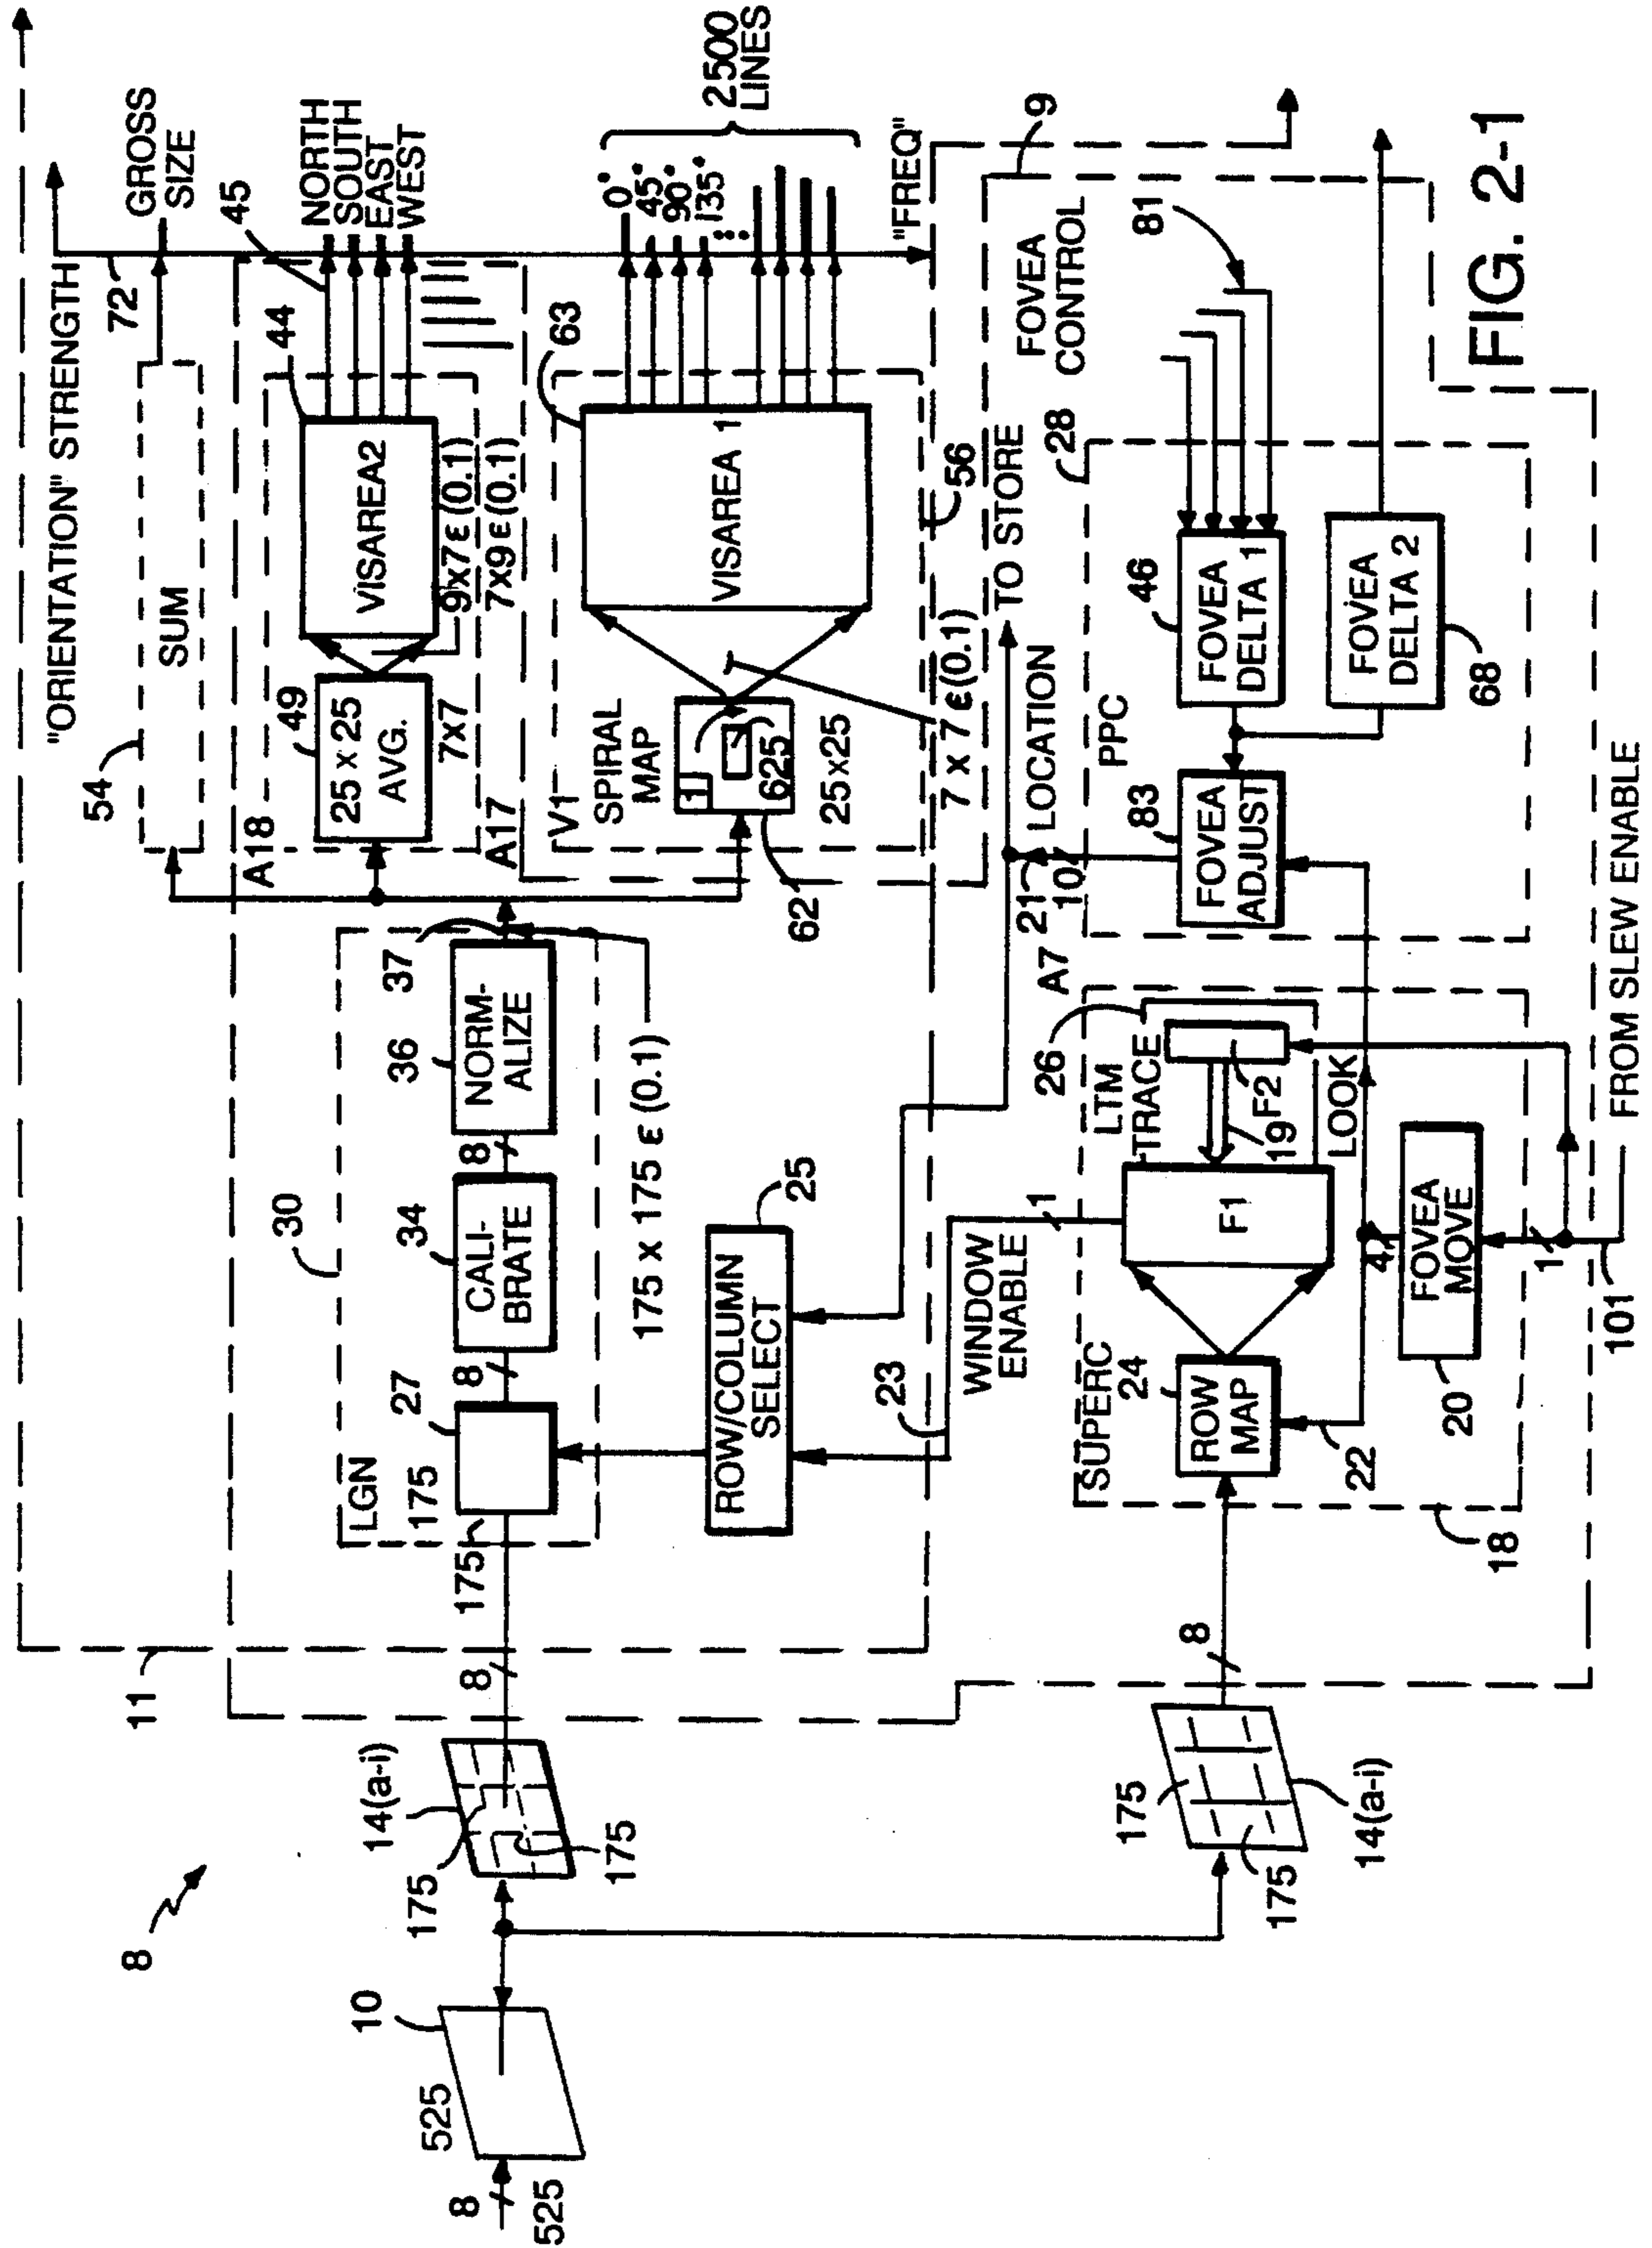 "ORIENTATION" STRENGTH
72
GROSS
SIZE
54
SUM
A18
49
25 x 25
AVG.
7x7
44
VISAREA2
9x7 ε (0.1)
7x9 ε (0.1)
45
NORTH
SOUTH
EAST
WEST
A17
V1
SPIRAL
MAP
1
625
25x25
62
63
VISAREA 1
7 x 7 ε (0.1)
56
0°
45°
90°
135°
2500
LINES
"FREQ"
11
30
LGN
175
175
27
8
34
CALI-
BRATE
8
36
NORM-
ALIZE
37
175 x 175 ε (0.1)
ROW/COLUMN
SELECT
25
8
10
525
8
525
14(a-i)
175
175
8
23
WINDOW
ENABLE
1
21
10
LOCATION
TO STORE
9
175
175
14(a-i)
8
18
SUPERC
24
ROW
MAP
22
F1
LTM
TRACE
26
A7
19
F2
LOOK
4
FOVEA
MOVE
20
1
101
FROM SLEW ENABLE
PPC
28
83
FOVEA
ADJUST
46
FOVEA
DELTA 1
FOVEA
DELTA 2
68
FOVEA
CONTROL
81
FIG. 2-1